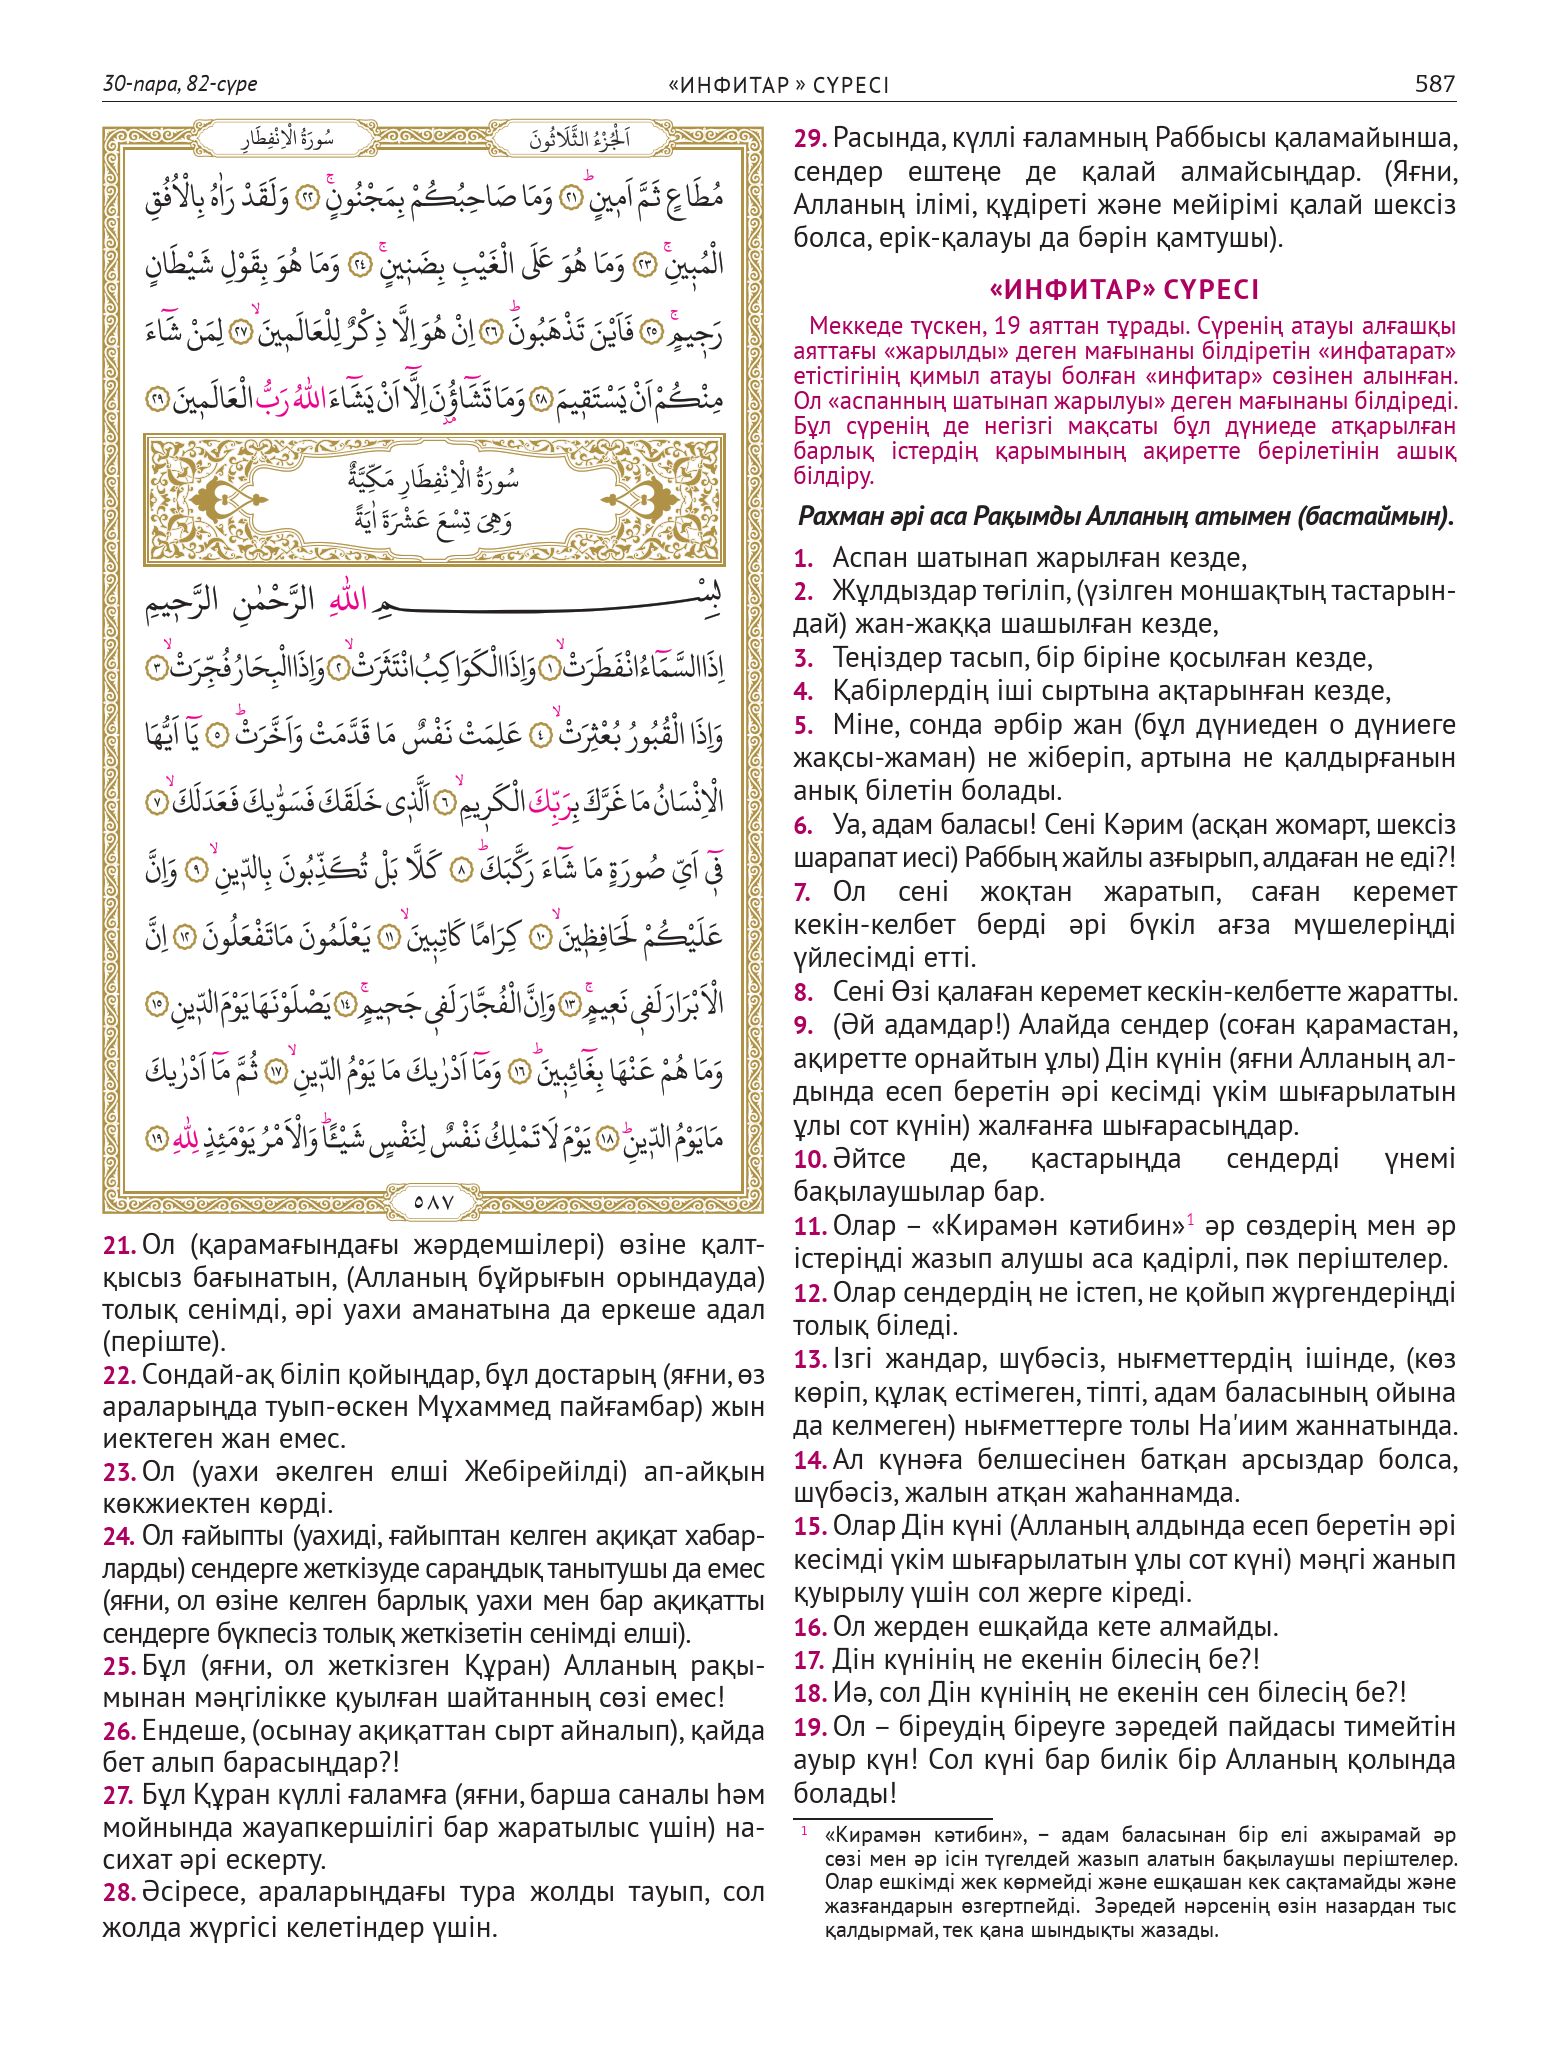 30-пара, 82-сүре
«ИНФИТАР » СҮРЕСІ
587
سُورَةُ الْاِنْفِطَارِ
اَلْجُزْءُ الثَّلَاثُونَ
مُطَاعٍ ثَمَّ اَمٖينٍؕ ﴿٢١﴾ وَمَا صَاحِبُكُمْ بِمَجْنُونٍۚ ﴿٢٢﴾ وَلَقَدْ رَاٰهُ بِالْاُفُقِ
الْمُبٖينِۚ ﴿٢٣﴾ وَمَا هُوَ عَلَى الْغَيْبِ بِضَنٖينٍۚ ﴿٢٤﴾ وَمَا هُوَ بِقَوْلِ شَيْطَانٍ
رَجٖيمٍۚ ﴿٢٥﴾ فَاَيْنَ تَذْهَبُونَؕ ﴿٢٦﴾ اِنْ هُوَ اِلَّا ذِكْرٌ لِلْعَالَمٖينَۙ ﴿٢٧﴾ لِمَنْ شَٓاءَ
مِنْكُمْ اَنْ يَسْتَقٖيمَ ﴿٢٨﴾ وَمَا تَشَٓاؤُ۫نَ اِلَّٓا اَنْ يَشَٓاءَ اللّٰهُ رَبُّ الْعَالَمٖينَ ﴿٢٩﴾
سُورَةُ الْاِنْفِطَارِ مَكِّيَّةٌ
وَهِىَ تِسْعَ عَشْرَةَ اٰيَةً
بِسْمِ اللّٰهِ الرَّحْمٰنِ الرَّحٖيمِ
اِذَا السَّمَٓاءُ انْفَطَرَتْۙ ﴿١﴾ وَاِذَا الْكَوَاكِبُ انْتَثَرَتْۙ ﴿٢﴾ وَاِذَا الْبِحَارُ فُجِّرَتْۙ ﴿٣﴾
وَاِذَا الْقُبُورُ بُعْثِرَتْۙ ﴿٤﴾ عَلِمَتْ نَفْسٌ مَا قَدَّمَتْ وَاَخَّرَتْؕ ﴿٥﴾ يَٓا اَيُّهَا
الْاِنْسَانُ مَا غَرَّكَ بِرَبِّكَ الْكَرٖيمِۙ ﴿٦﴾ اَلَّذٖى خَلَقَكَ فَسَوّٰيكَ فَعَدَلَكَۙ ﴿٧﴾
فٖٓى اَىِّ صُورَةٍ مَا شَٓاءَ رَكَّبَكَؕ ﴿٨﴾ كَلَّا بَلْ تُكَذِّبُونَ بِالدّٖينِۙ ﴿٩﴾ وَاِنَّ
عَلَيْكُمْ لَحَافِظٖينَۙ ﴿١٠﴾ كِرَامًا كَاتِبٖينَۙ ﴿١١﴾ يَعْلَمُونَ مَا تَفْعَلُونَ ﴿١٢﴾ اِنَّ
الْاَبْرَارَ لَفٖى نَعٖيمٍۚ ﴿١٣﴾ وَاِنَّ الْفُجَّارَ لَفٖى جَحٖيمٍۚ ﴿١٤﴾ يَصْلَوْنَهَا يَوْمَ الدّٖينِ ﴿١٥﴾
وَمَا هُمْ عَنْهَا بِغَٓائِبٖينَؕ ﴿١٦﴾ وَمَٓا اَدْرٰيكَ مَا يَوْمُ الدّٖينِۙ ﴿١٧﴾ ثُمَّ مَٓا اَدْرٰيكَ
مَا يَوْمُ الدّٖينِؕ ﴿١٨﴾ يَوْمَ لَا تَمْلِكُ نَفْسٌ لِنَفْسٍ شَيْـًٔاؕ وَالْاَمْرُ يَوْمَئِذٍ لِلّٰهِ ﴿١٩﴾
٥٨٧
21. Ол (қарамағындағы жәрдемшілері) өзіне қалт-
қысыз бағынатын, (Алланың бұйрығын орындауда)
толық сенімді, әрі уахи аманатына да еркеше адал
(періште).
22. Сондай-ақ біліп қойыңдар, бұл достарың (яғни, өз
араларыңда туып-өскен Мұхаммед пайғамбар) жын
иектеген жан емес.
23. Ол (уахи әкелген елші Жебірейілді) ап-айқын
көкжиектен көрді.
24. Ол ғайыпты (уахиді, ғайыптан келген ақиқат хабар-
ларды) сендерге жеткізуде сараңдық танытушы да емес
(яғни, ол өзіне келген барлық уахи мен бар ақиқатты
сендерге бүкпесіз толық жеткізетін сенімді елші).
25. Бұл (яғни, ол жеткізген Құран) Алланың рақы-
мынан мәңгілікке қуылған шайтанның сөзі емес!
26. Ендеше, (осынау ақиқаттан сырт айналып), қайда
бет алып барасыңдар?!
27. Бұл Құран күллі ғаламға (яғни, барша саналы һәм
мойнында жауапкершілігі бар жаратылыс үшін) на-
сихат әрі ескерту.
28. Әсіресе, араларыңдағы тура жолды тауып, сол
жолда жүргісі келетіндер үшін.
29. Расында, күллі ғаламның Раббысы қаламайынша,
сендер ештеңе де қалай алмайсыңдар. (Яғни,
Алланың ілімі, құдіреті және мейірімі қалай шексіз
болса, ерік-қалауы да бәрін қамтушы).
«ИНФИТАР» СҮРЕСІ
Меккеде түскен, 19 аяттан тұрады. Сүренің атауы алғашқы
аяттағы «жарылды» деген мағынаны білдіретін «инфатарат»
етістігінің қимыл атауы болған «инфитар» сөзінен алынған.
Ол «аспанның шатынап жарылуы» деген мағынаны білдіреді.
Бұл сүренің де негізгі мақсаты бұл дүниеде атқарылған
барлық істердің қарымының ақиретте берілетінін ашық
білдіру.
Рахман әрі аса Рақымды Алланың атымен (бастаймын).
1. Аспан шатынап жарылған кезде,
2. Жұлдыздар төгіліп, (үзілген моншақтың тастарын-
дай) жан-жаққа шашылған кезде,
3. Теңіздер тасып, бір біріне қосылған кезде,
4. Қабірлердің іші сыртына ақтарынған кезде,
5. Міне, сонда әрбір жан (бұл дүниеден о дүниеге
жақсы-жаман) не жіберіп, артына не қалдырғанын
анық білетін болады.
6. Уа, адам баласы! Сені Кәрим (асқан жомарт, шексіз
шарапат иесі) Раббың жайлы азғырып, алдаған не еді?!
7. Ол сені жоқтан жаратып, саған керемет
кекін-келбет берді әрі бүкіл ағза мүшелеріңді
үйлесімді етті.
8. Сені Өзі қалаған керемет кескін-келбетте жаратты.
9. (Әй адамдар!) Алайда сендер (соған қарамастан,
ақиретте орнайтын ұлы) Дін күнін (яғни Алланың ал-
дында есеп беретін әрі кесімді үкім шығарылатын
ұлы сот күнін) жалғанға шығарасыңдар.
10. Әйтсе де, қастарыңда сендерді үнемі
бақылаушылар бар.
11. Олар – «Кирамән кәтибин»1 әр сөздерің мен әр
істеріңді жазып алушы аса қадірлі, пәк періштелер.
12. Олар сендердің не істеп, не қойып жүргендеріңді
толық біледі.
13. Ізгі жандар, шүбәсіз, нығметтердің ішінде, (көз
көріп, құлақ естімеген, тіпті, адам баласының ойына
да келмеген) нығметтерге толы На'иим жаннатында.
14. Ал күнәға белшесінен батқан арсыздар болса,
шүбәсіз, жалын атқан жаһаннамда.
15. Олар Дін күні (Алланың алдында есеп беретін әрі
кесімді үкім шығарылатын ұлы сот күні) мәңгі жанып
қуырылу үшін сол жерге кіреді.
16. Ол жерден ешқайда кете алмайды.
17. Дін күнінің не екенін білесің бе?!
18. Иә, сол Дін күнінің не екенін сен білесің бе?!
19. Ол – біреудің біреуге зәредей пайдасы тимейтін
ауыр күн! Сол күні бар билік бір Алланың қолында
болады!
1 «Кирамән кәтибин», – адам баласынан бір елі ажырамай әр
сөзі мен әр ісін түгелдей жазып алатын бақылаушы періштелер.
Олар ешкімді жек көрмейді және ешқашан кек сақтамайды және
жазғандарын өзгертпейді. Зәредей нәрсенің өзін назардан тыс
қалдырмай, тек қана шындықты жазады.